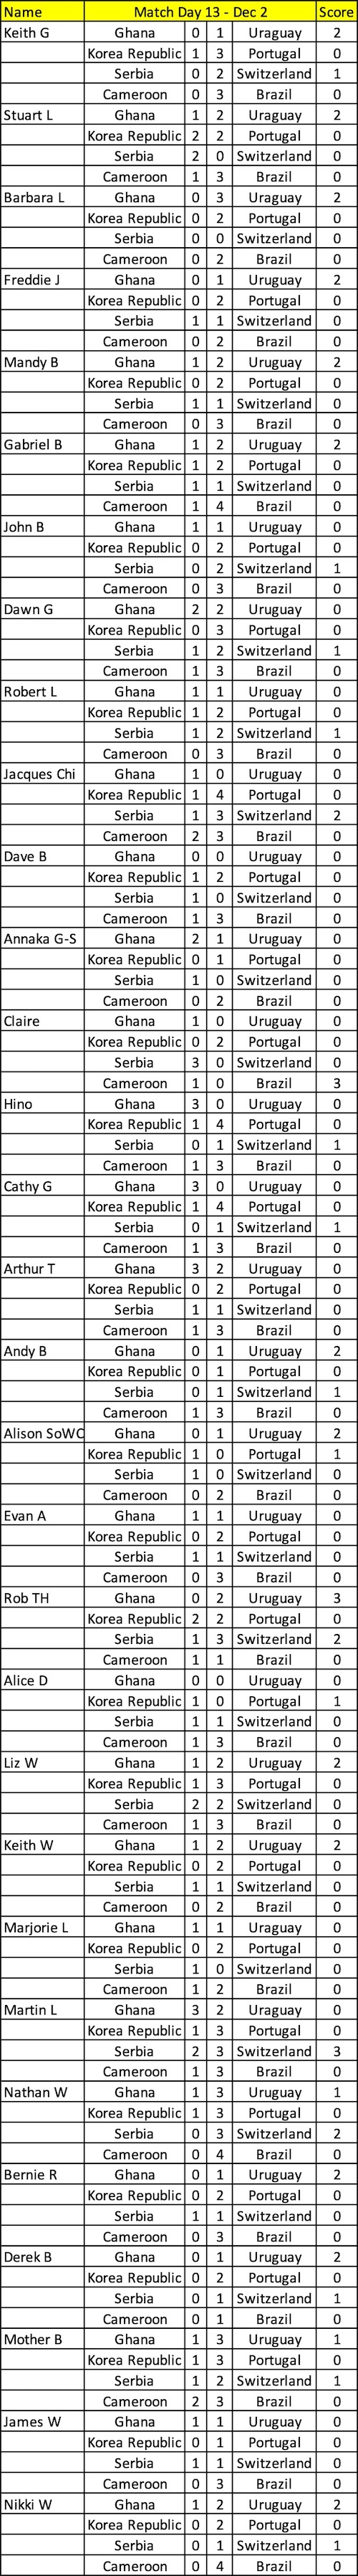 Name Match Day 13 - Dec 2 Score
Keith G Ghana 0 1 Uruguay 2
Korea Republic 1 3 Portugal 0
Serbia 0 2 Switzerland 1
Cameroon 0 3 Brazil 0
Stuart L Ghana 1 2 Uruguay 2
Korea Republic 2 2 Portugal 0
Serbia 2 0 Switzerland 0
Cameroon 1 3 Brazil 0
Barbara L Ghana 0 3 Uraguay 2
Korea Republic 0 2 Portugal 0
Serbia 0 0 Switzerland 0
Cameroon 0 2 Brazil 0
Freddie J Ghana 0 1 Uruguay 2
Korea Republic 0 2 Portugal 0
Serbia 1 1 Switzerland 0
Cameroon 0 2 Brazil 0
Mandy B Ghana 1 2 Uruguay 2
Korea Republic 0 2 Portugal 0
Serbia 1 1 Switzerland 0
Cameroon 0 3 Brazil 0
Gabriel B Ghana 1 2 Uruguay 2
Korea Republic 1 2 Portugal 0
Serbia 1 1 Switzerland 0
Cameroon 1 4 Brazil 0
John B Ghana 1 1 Uruguay 0
Korea Republic 0 2 Portugal 0
Serbia 0 2 Switzerland 1
Cameroon 0 3 Brazil 0
Dawn G Ghana 2 2 Uruguay 0
Korea Republic 0 3 Portugal 0
Serbia 1 2 Switzerland 1
Cameroon 1 3 Brazil 0
Robert L Ghana 1 1 Uruguay 0
Korea Republic 1 2 Portugal 0
Serbia 1 2 Switzerland 1
Cameroon 0 3 Brazil 0
Jacques Chi Ghana 1 0 Uruguay 0
Korea Republic 1 4 Portugal 0
Serbia 1 3 Switzerland 2
Cameroon 2 3 Brazil 0
Dave B Ghana 0 0 Uruguay 0
Korea Republic 1 2 Portugal 0
Serbia 1 0 Switzerland 0
Cameroon 1 3 Brazil 0
Annaka G-S Ghana 2 1 Uruguay 0
Korea Republic 0 1 Portugal 0
Serbia 1 0 Switzerland 0
Cameroon 0 2 Brazil 0
Claire Ghana 1 0 Uruguay 0
Korea Republic 0 2 Portugal 0
Serbia 3 0 Switzerland 0
Cameroon 1 0 Brazil 3
Hino Ghana 3 0 Uruguay 0
Korea Republic 1 4 Portugal 0
Serbia 0 1 Switzerland 1
Cameroon 1 3 Brazil 0
Cathy G Ghana 3 0 Uruguay 0
Korea Republic 1 4 Portugal 0
Serbia 0 1 Switzerland 1
Cameroon 1 3 Brazil 0
Arthur T Ghana 3 2 Uruguay 0
Korea Republic 0 2 Portugal 0
Serbia 1 1 Switzerland 0
Cameroon 1 3 Brazil 0
Andy B Ghana 0 1 Uruguay 2
Korea Republic 0 1 Portugal 0
Serbia 0 1 Switzerland 1
Cameroon 1 3 Brazil 0
Alison SoWC Ghana 0 1 Uruguay 2
Korea Republic 1 0 Portugal 1
Serbia 1 0 Switzerland 0
Cameroon 0 2 Brazil 0
Evan A Ghana 1 1 Uruguay 0
Korea Republic 0 2 Portugal 0
Serbia 1 1 Switzerland 0
Cameroon 0 3 Brazil 0
Rob TH Ghana 0 2 Uruguay 3
Korea Republic 2 2 Portugal 0
Serbia 1 3 Switzerland 2
Cameroon 1 1 Brazil 0
Alice D Ghana 0 0 Uruguay 0
Korea Republic 1 0 Portugal 1
Serbia 1 1 Switzerland 0
Cameroon 1 3 Brazil 0
Liz W Ghana 1 2 Uruguay 2
Korea Republic 1 3 Portugal 0
Serbia 2 2 Switzerland 0
Cameroon 1 3 Brazil 0
Keith W Ghana 1 2 Uruguay 2
Korea Republic 0 2 Portugal 0
Serbia 1 1 Switzerland 0
Cameroon 0 2 Brazil 0
Marjorie L Ghana 1 1 Uraguay 0
Korea Republic 0 2 Portugal 0
Serbia 1 0 Switzerland 0
Cameroon 1 2 Brazil 0
Martin L Ghana 3 2 Uraguay 0
Korea Republic 1 3 Portugal 0
Serbia 2 3 Switzerland 3
Cameroon 1 3 Brazil 0
Nathan W Ghana 1 3 Uruguay 1
Korea Republic 1 3 Portugal 0
Serbia 0 3 Switzerland 2
Cameroon 0 4 Brazil 0
Bernie R Ghana 0 1 Uruguay 2
Korea Republic 0 2 Portugal 0
Serbia 1 1 Switzerland 0
Cameroon 0 3 Brazil 0
Derek B Ghana 0 1 Uruguay 2
Korea Republic 0 2 Portugal 0
Serbia 0 1 Switzerland 1
Cameroon 0 1 Brazil 0
Mother B Ghana 1 3 Uruguay 1
Korea Republic 1 3 Portugal 0
Serbia 1 2 Switzerland 1
Cameroon 2 3 Brazil 0
James W Ghana 1 1 Uruguay 0
Korea Republic 0 1 Portugal 0
Serbia 1 1 Switzerland 0
Cameroon 0 3 Brazil 0
Nikki W Ghana 1 2 Uruguay 2
Korea Republic 0 2 Portugal 0
Serbia 0 1 Switzerland 1
Cameroon 0 4 Brazil 0